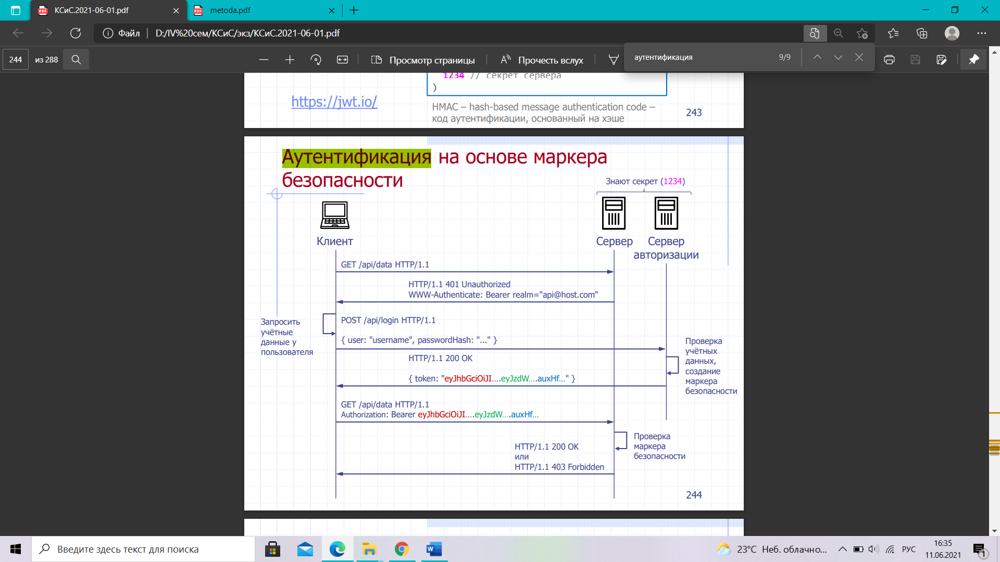 КСиС.2021-06-01.pdf
metoda.pdf
Файл
D:/IV%20сем/КСиС/экз/КСиС.2021-06-01.pdf
244
из 288
Просмотр страницы
Прочесть вслух
аутентификация
9/9
1234 // секрет сервера
)
https://jwt.io/
HMAC – hash-based message authentication code –
код аутентификации, основанный на хэше
243
Аутентификация на основе маркера
безопасности
Знают секрет (1234)
Клиент
Сервер
Сервер
авторизации
GET /api/data HTTP/1.1
HTTP/1.1 401 Unauthorized
WWW-Authenticate: Bearer realm="api@host.com"
Запросить
учётные
данные у
пользователя
POST /api/login HTTP/1.1
{ user: "username", passwordHash: "..." }
Проверка
учётных
данных,
создание
маркера
безопасности
HTTP/1.1 200 OK
{ token: "eyJhbGciOiJI....eyJzdW....auxHf..." }
GET /api/data HTTP/1.1
Authorization: Bearer eyJhbGciOiJI....eyJzdW....auxHf...
Проверка
маркера
безопасности
HTTP/1.1 200 OK
или
HTTP/1.1 403 Forbidden
244
Введите здесь текст для поиска
23°C Неб. облачно...
РУС
16:35
11.06.2021
1